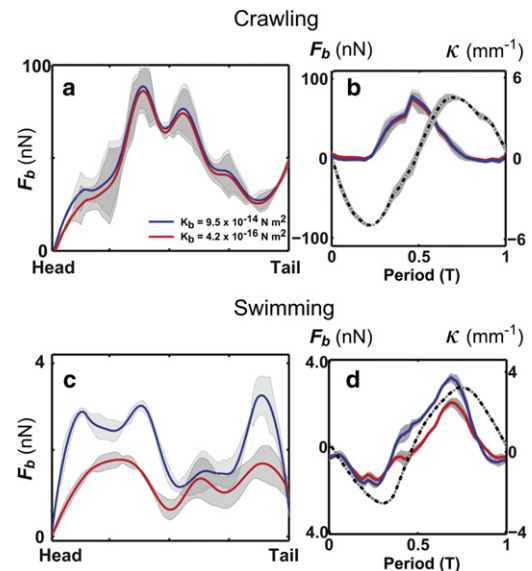 Crawling
a
100
0
F_b (nN)
K_b = 9.5 x 10^-14 N m^2
K_b = 4.2 x 10^-16 N m^2
Head
Tail
F_b (nN)
κ (mm^-1)
b
100
0
−100
6
0
−6
0
0.5
1
Period (T)
Swimming
c
4
0
F_b (nN)
Head
Tail
F_b (nN)
κ (mm^-1)
d
4.0
0
4.0
4
0
−4
0
0.5
1
Period (T)